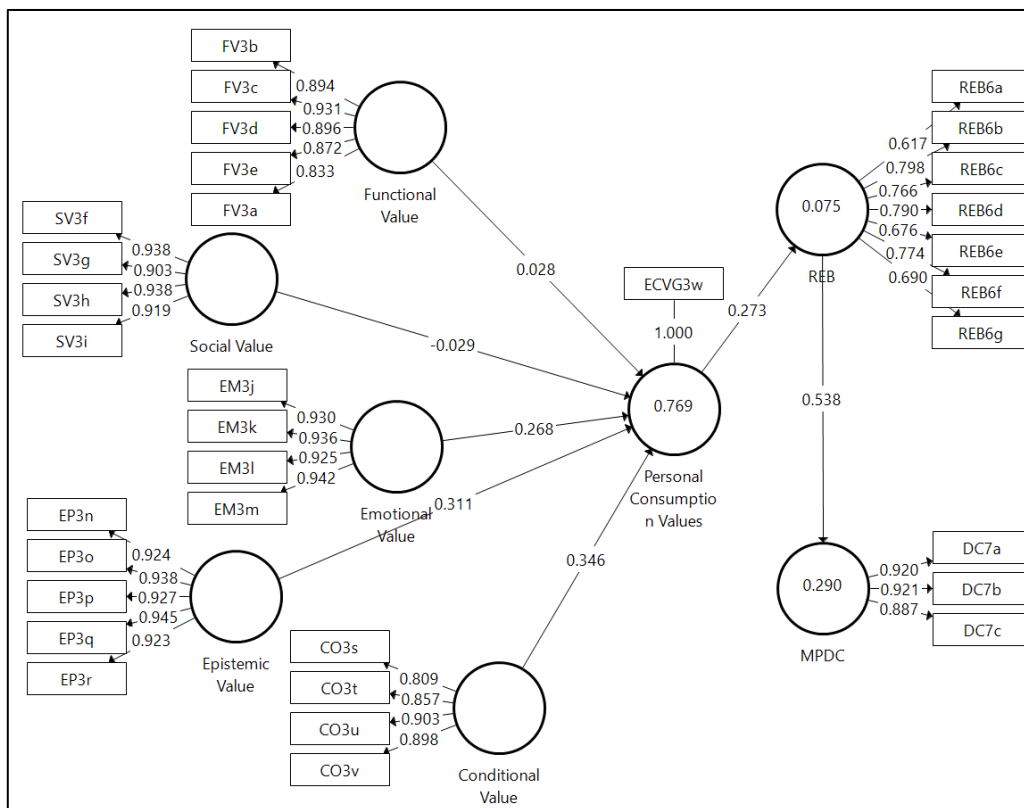 FV3b
FV3c
FV3d
FV3e
FV3a
0.894
0.931
0.896
0.872
0.833
Functional
Value
SV3f
SV3g
SV3h
SV3i
0.938
0.903
0.938
0.919
Social Value
EM3j
EM3k
EM3l
EM3m
0.930
0.936
0.925
0.942
Emotional
Value
EP3n
EP3o
EP3p
EP3q
EP3r
0.924
0.938
0.927
0.945
0.923
Epistemic
Value
CO3s
CO3t
CO3u
CO3v
0.809
0.857
0.903
0.898
Conditional
Value
0.028
-0.029
0.268
0.311
0.346
ECVG3w
1.000
0.769
Personal
Consumptio
n Values
0.273
0.075
REB
0.617
0.798
0.766
0.790
0.676
0.774
0.690
REB6a
REB6b
REB6c
REB6d
REB6e
REB6f
REB6g
0.538
0.290
MPDC
0.920
0.921
0.887
DC7a
DC7b
DC7c